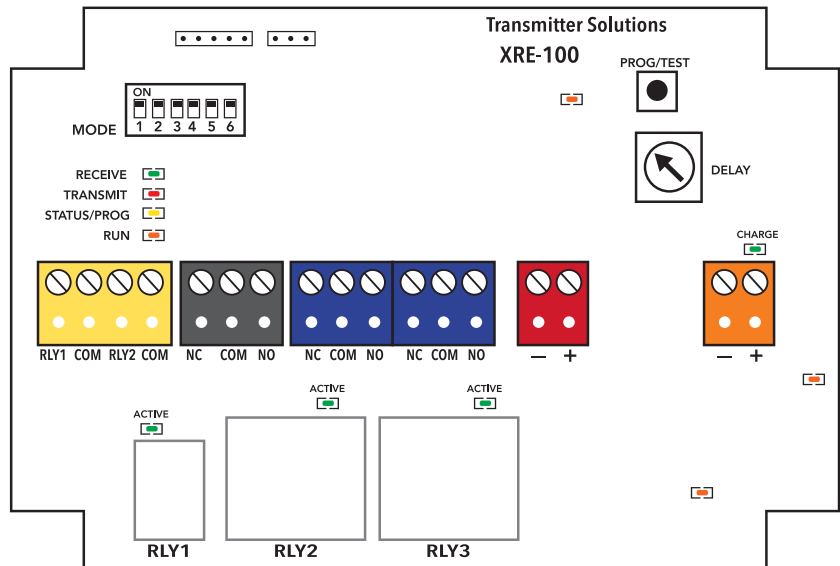 Transmitter Solutions
XRE-100
PROG/TEST
ON
1 2 3 4 5 6
MODE
DELAY
RECEIVE
TRANSMIT
STATUS/PROG
RUN
CHARGE
RLY1 COM RLY2 COM NC COM NO NC COM NO NC COM NO — + — +
ACTIVE ACTIVE
ACTIVE
RLY1 RLY2 RLY3